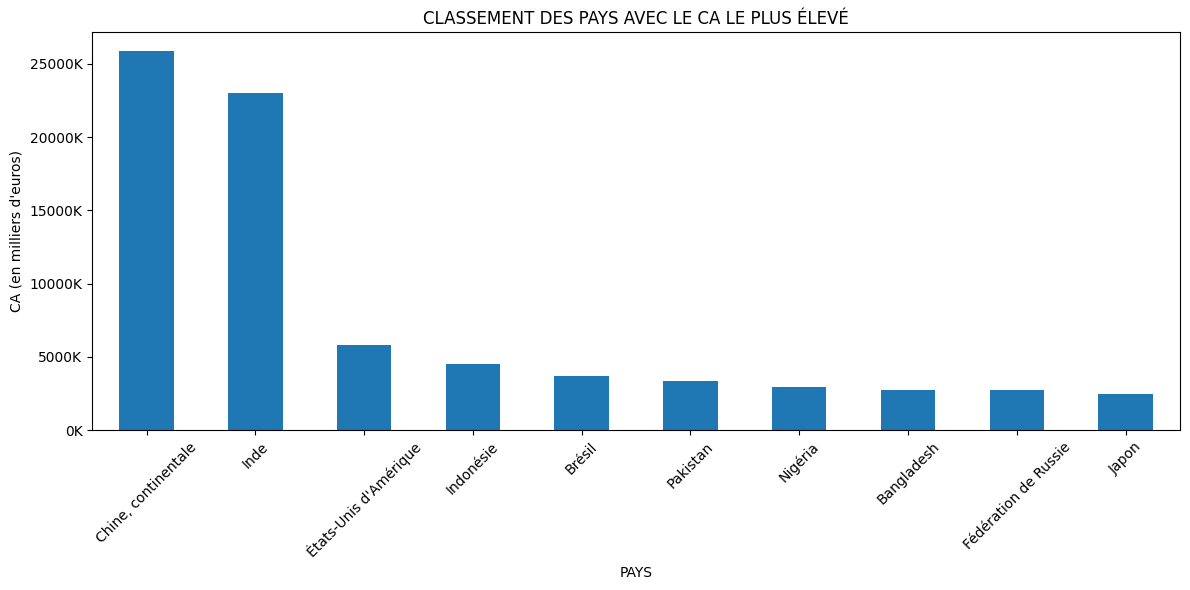 CLASSEMENT DES PAYS AVEC LE CA LE PLUS ÉLEVÉ
CA (en milliers d'euros)
25000K
20000K
15000K
10000K
5000K
0K
Chine, continentale
Inde
États-Unis d'Amérique
Indonésie
Brésil
Pakistan
Nigéria
Bangladesh
Fédération de Russie
Japon
PAYS